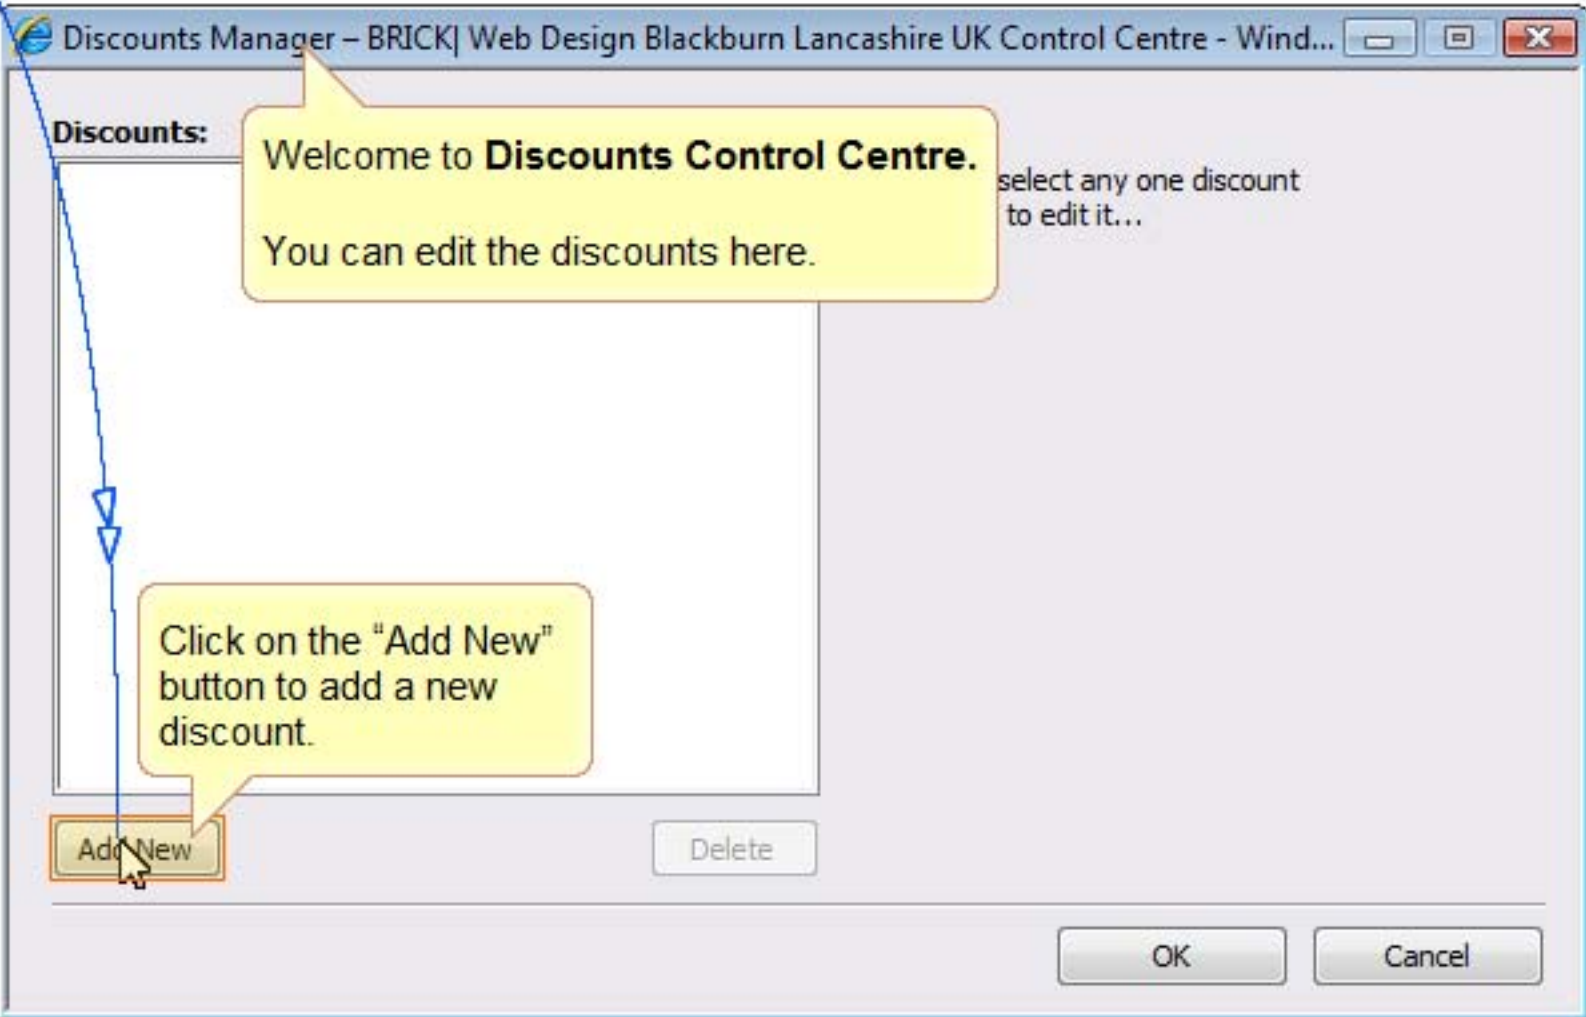 Discounts Manager – BRICK| Web Design Blackburn Lancashire UK Control Centre - Wind...
Discounts:
Welcome to Discounts Control Centre.
You can edit the discounts here.
select any one discount
to edit it...
Click on the “Add New”
button to add a new
discount.
Add New
Delete
OK
Cancel